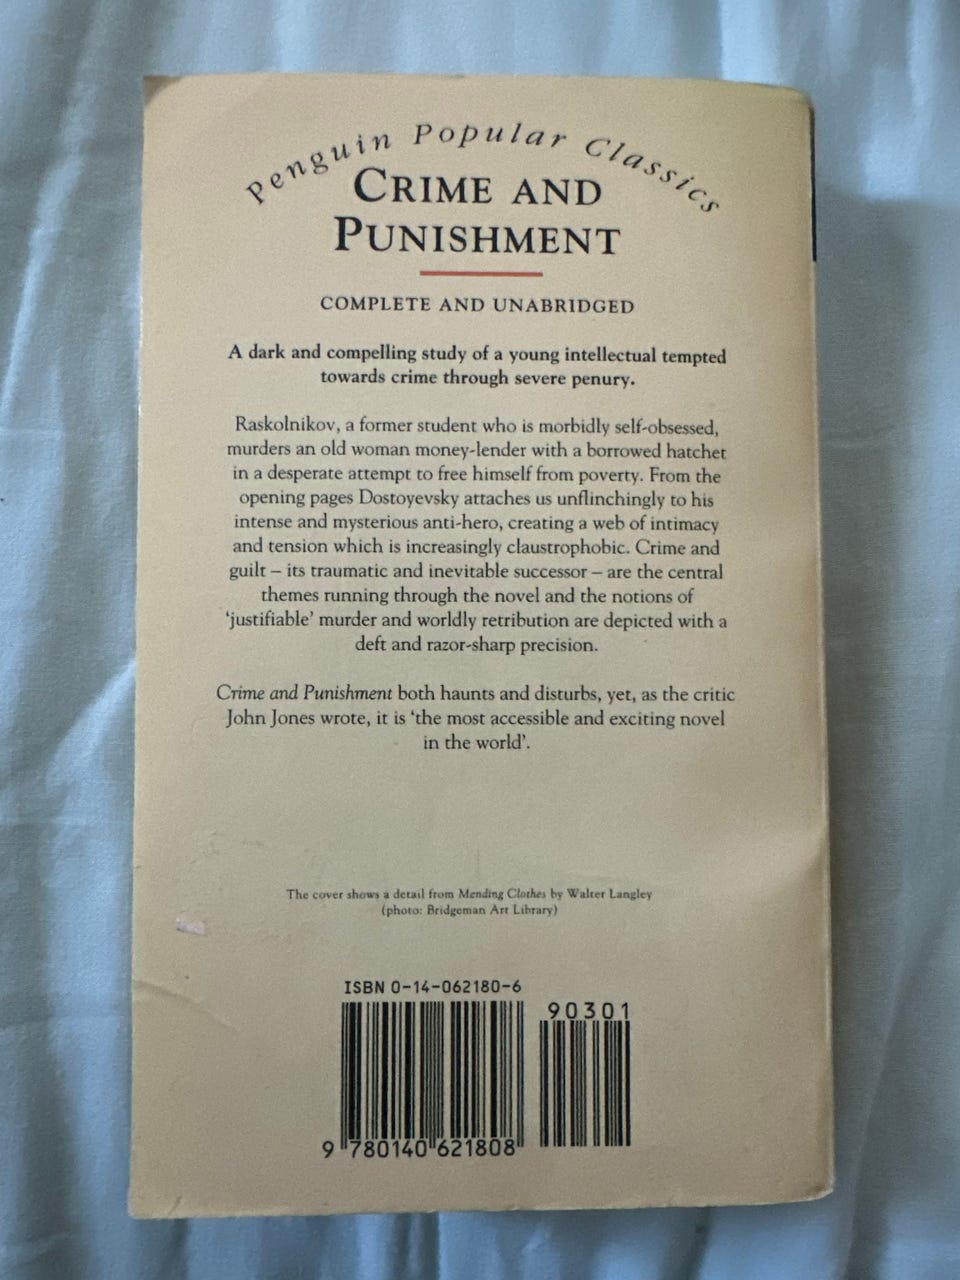 Penguin Popular Classics
CRIME AND
PUNISHMENT
COMPLETE AND UNABRIDGED
A dark and compelling study of a young intellectual tempted
towards crime through severe penury.
Raskolnikov, a former student who is morbidly self-obsessed,
murders an old woman money-lender with a borrowed hatchet
in a desperate attempt to free himself from poverty. From the
opening pages Dostoyevsky attaches us unflinchingly to his
intense and mysterious anti-hero, creating a web of intimacy
and tension which is increasingly claustrophobic. Crime and
guilt – its traumatic and inevitable successor – are the central
themes running through the novel and the notions of
‘justifiable’ murder and worldly retribution are depicted with a
deft and razor-sharp precision.
Crime and Punishment both haunts and disturbs, yet, as the critic
John Jones wrote, it is ‘the most accessible and exciting novel
in the world’.
The cover shows a detail from Mending Clothes by Walter Langley
(photo: Bridgeman Art Library)
ISBN 0-14-062180-6
90301
9 780140 621808